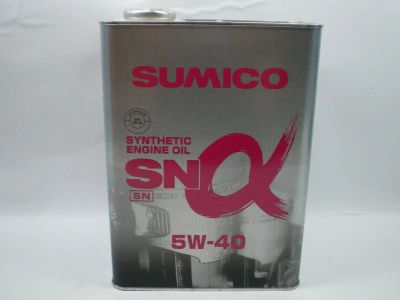 SUMICO
SYNTHETIC
ENGINE OIL
SNα
SN
5W-40